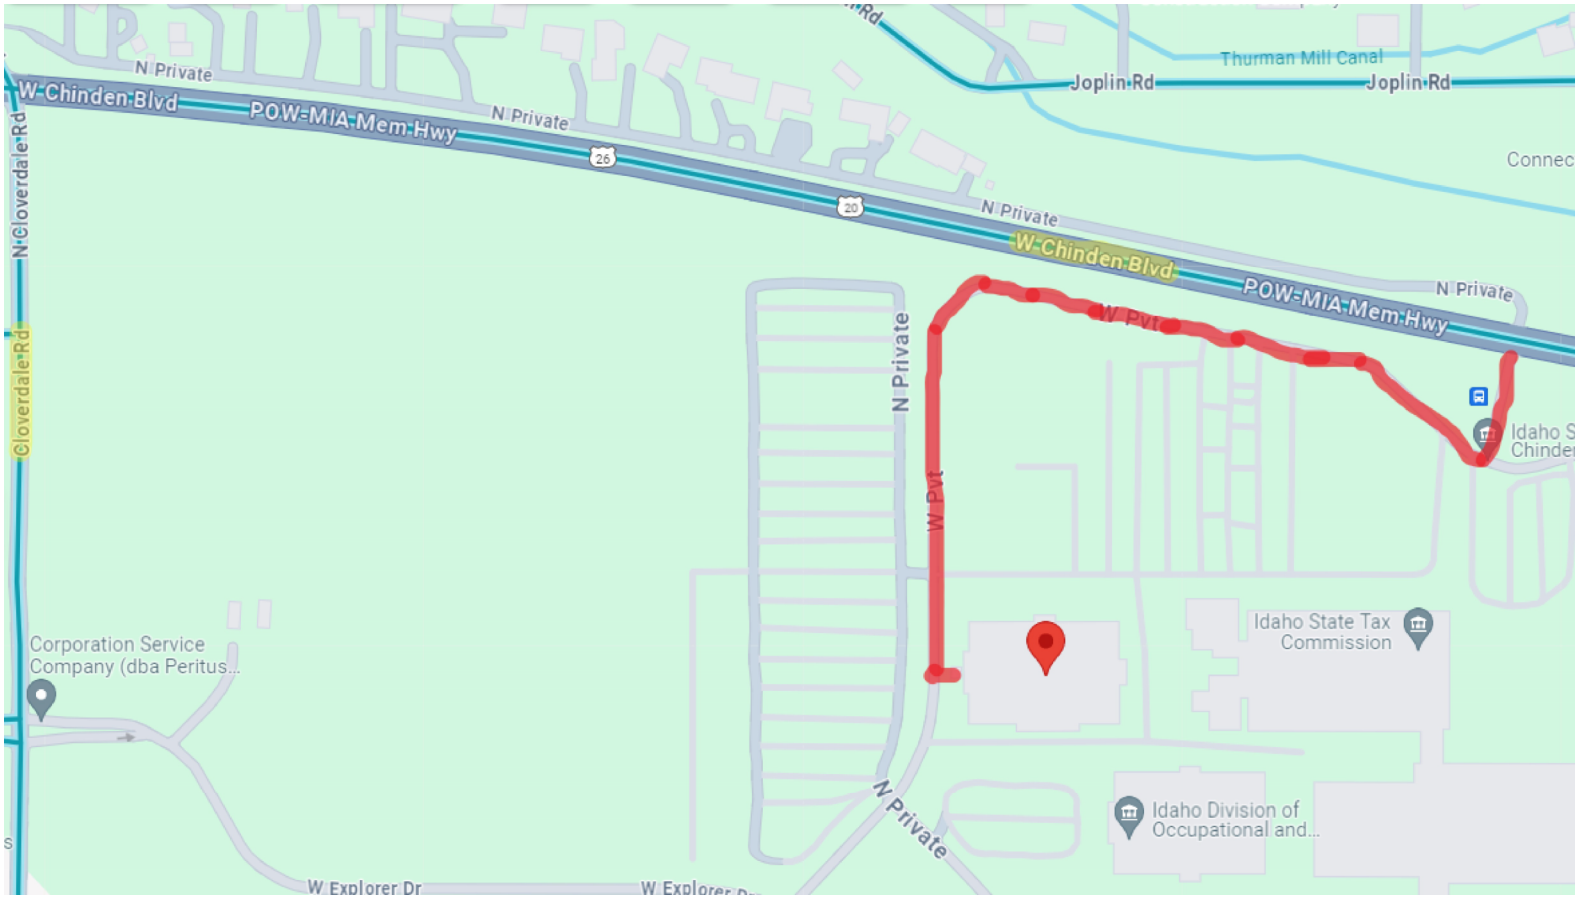 n Rd
Thurman Mill Canal
N Private
Joplin Rd
Joplin Rd
W Chinden Blvd
POW-MIA Mem Hwy
N Private
26
Connec
N Cloverdale Rd
20
N Private
W Chinden Blvd
POW-MIA Mem Hwy
N Private
W Pvt
N Private
Cloverdale Rd
Idaho S
Chinden
W Pvt
Idaho State Tax
Commission
Corporation Service
Company (dba Peritus...
N Private
Idaho Division of
Occupational and...
s
W Explorer Dr
W Explorer Dr